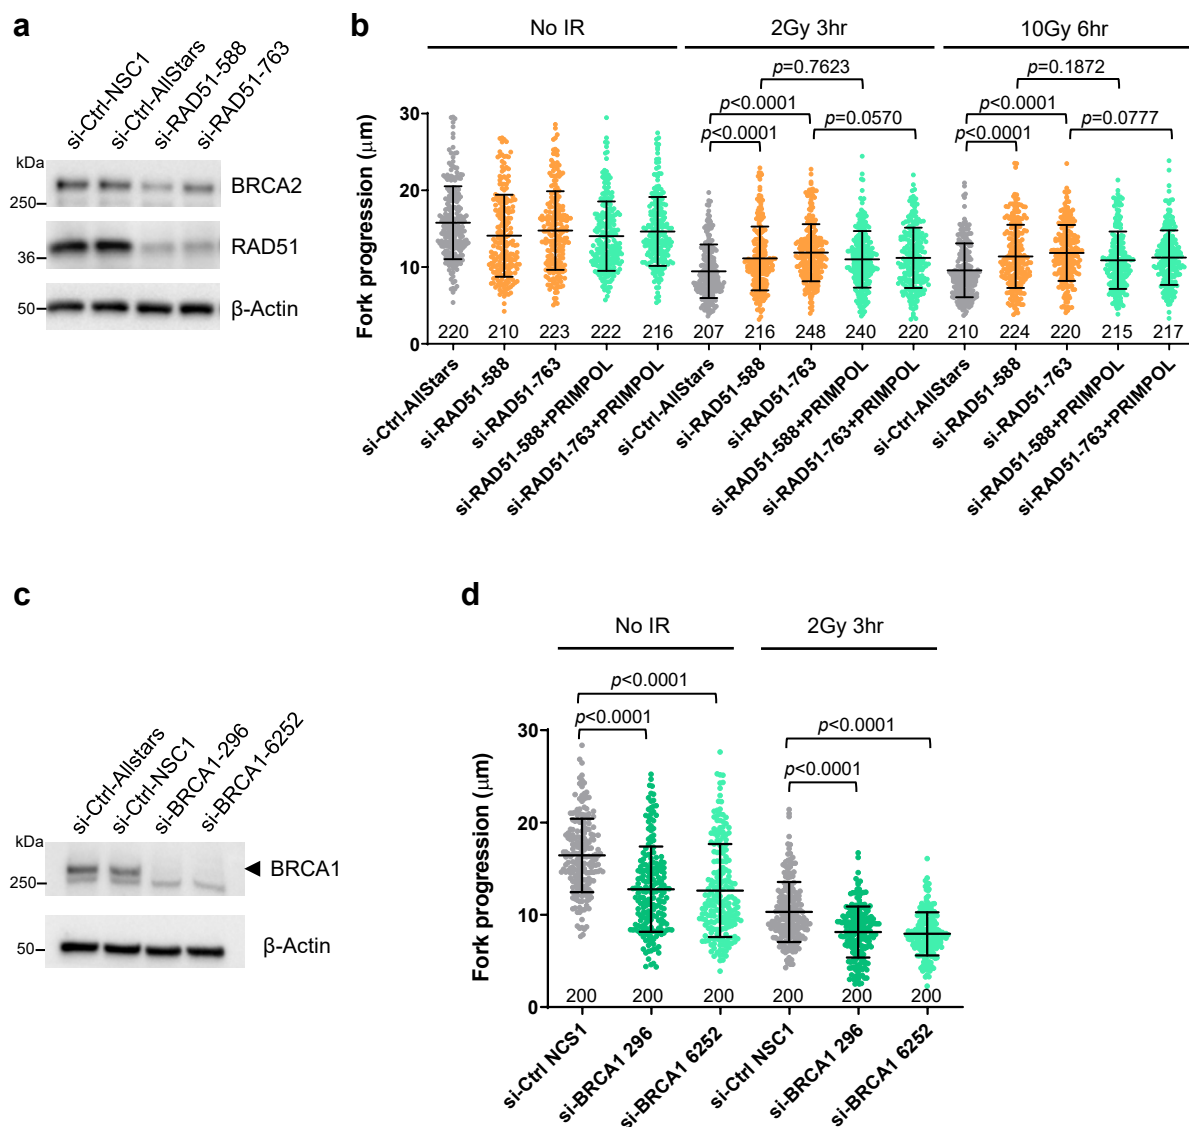 a
si-Ctrl-NSC1
si-Ctrl-AllStars
si-RAD51-588
si-RAD51-763
kDa
BRCA2
250
RAD51
36
50
β-Actin
b
No IR
2Gy 3hr
10Gy 6hr
p=0.7623
p=0.1872
p<0.0001
p<0.0001
p=0.0570
p=0.0777
p<0.0001
p<0.0001
Fork progression (μm)
30
20
10
0
220 210 223 222 216 207 216 248 240 220 210 224 220 215 217
si-Ctrl-AllStars
si-RAD51-588
si-RAD51-763
si-RAD51-588+PRIMPOL
si-RAD51-763+PRIMPOL
si-Ctrl-AllStars
si-RAD51-588
si-RAD51-763
si-RAD51-588+PRIMPOL
si-RAD51-763+PRIMPOL
si-Ctrl-AllStars
si-RAD51-588
si-RAD51-763
si-RAD51-588+PRIMPOL
si-RAD51-763+PRIMPOL
c
si-Ctrl-Allstars
si-Ctrl-NSC1
si-BRCA1-296
si-BRCA1-6252
kDa
BRCA1
250
50
β-Actin
d
No IR
2Gy 3hr
p<0.0001
p<0.0001
p<0.0001
p<0.0001
Fork progression (μm)
30
20
10
0
200 200 200 200 200 200
si-Ctrl NCS1
si-BRCA1 296
si-BRCA1 6252
si-Ctrl NSC1
si-BRCA1 296
si-BRCA1 6252